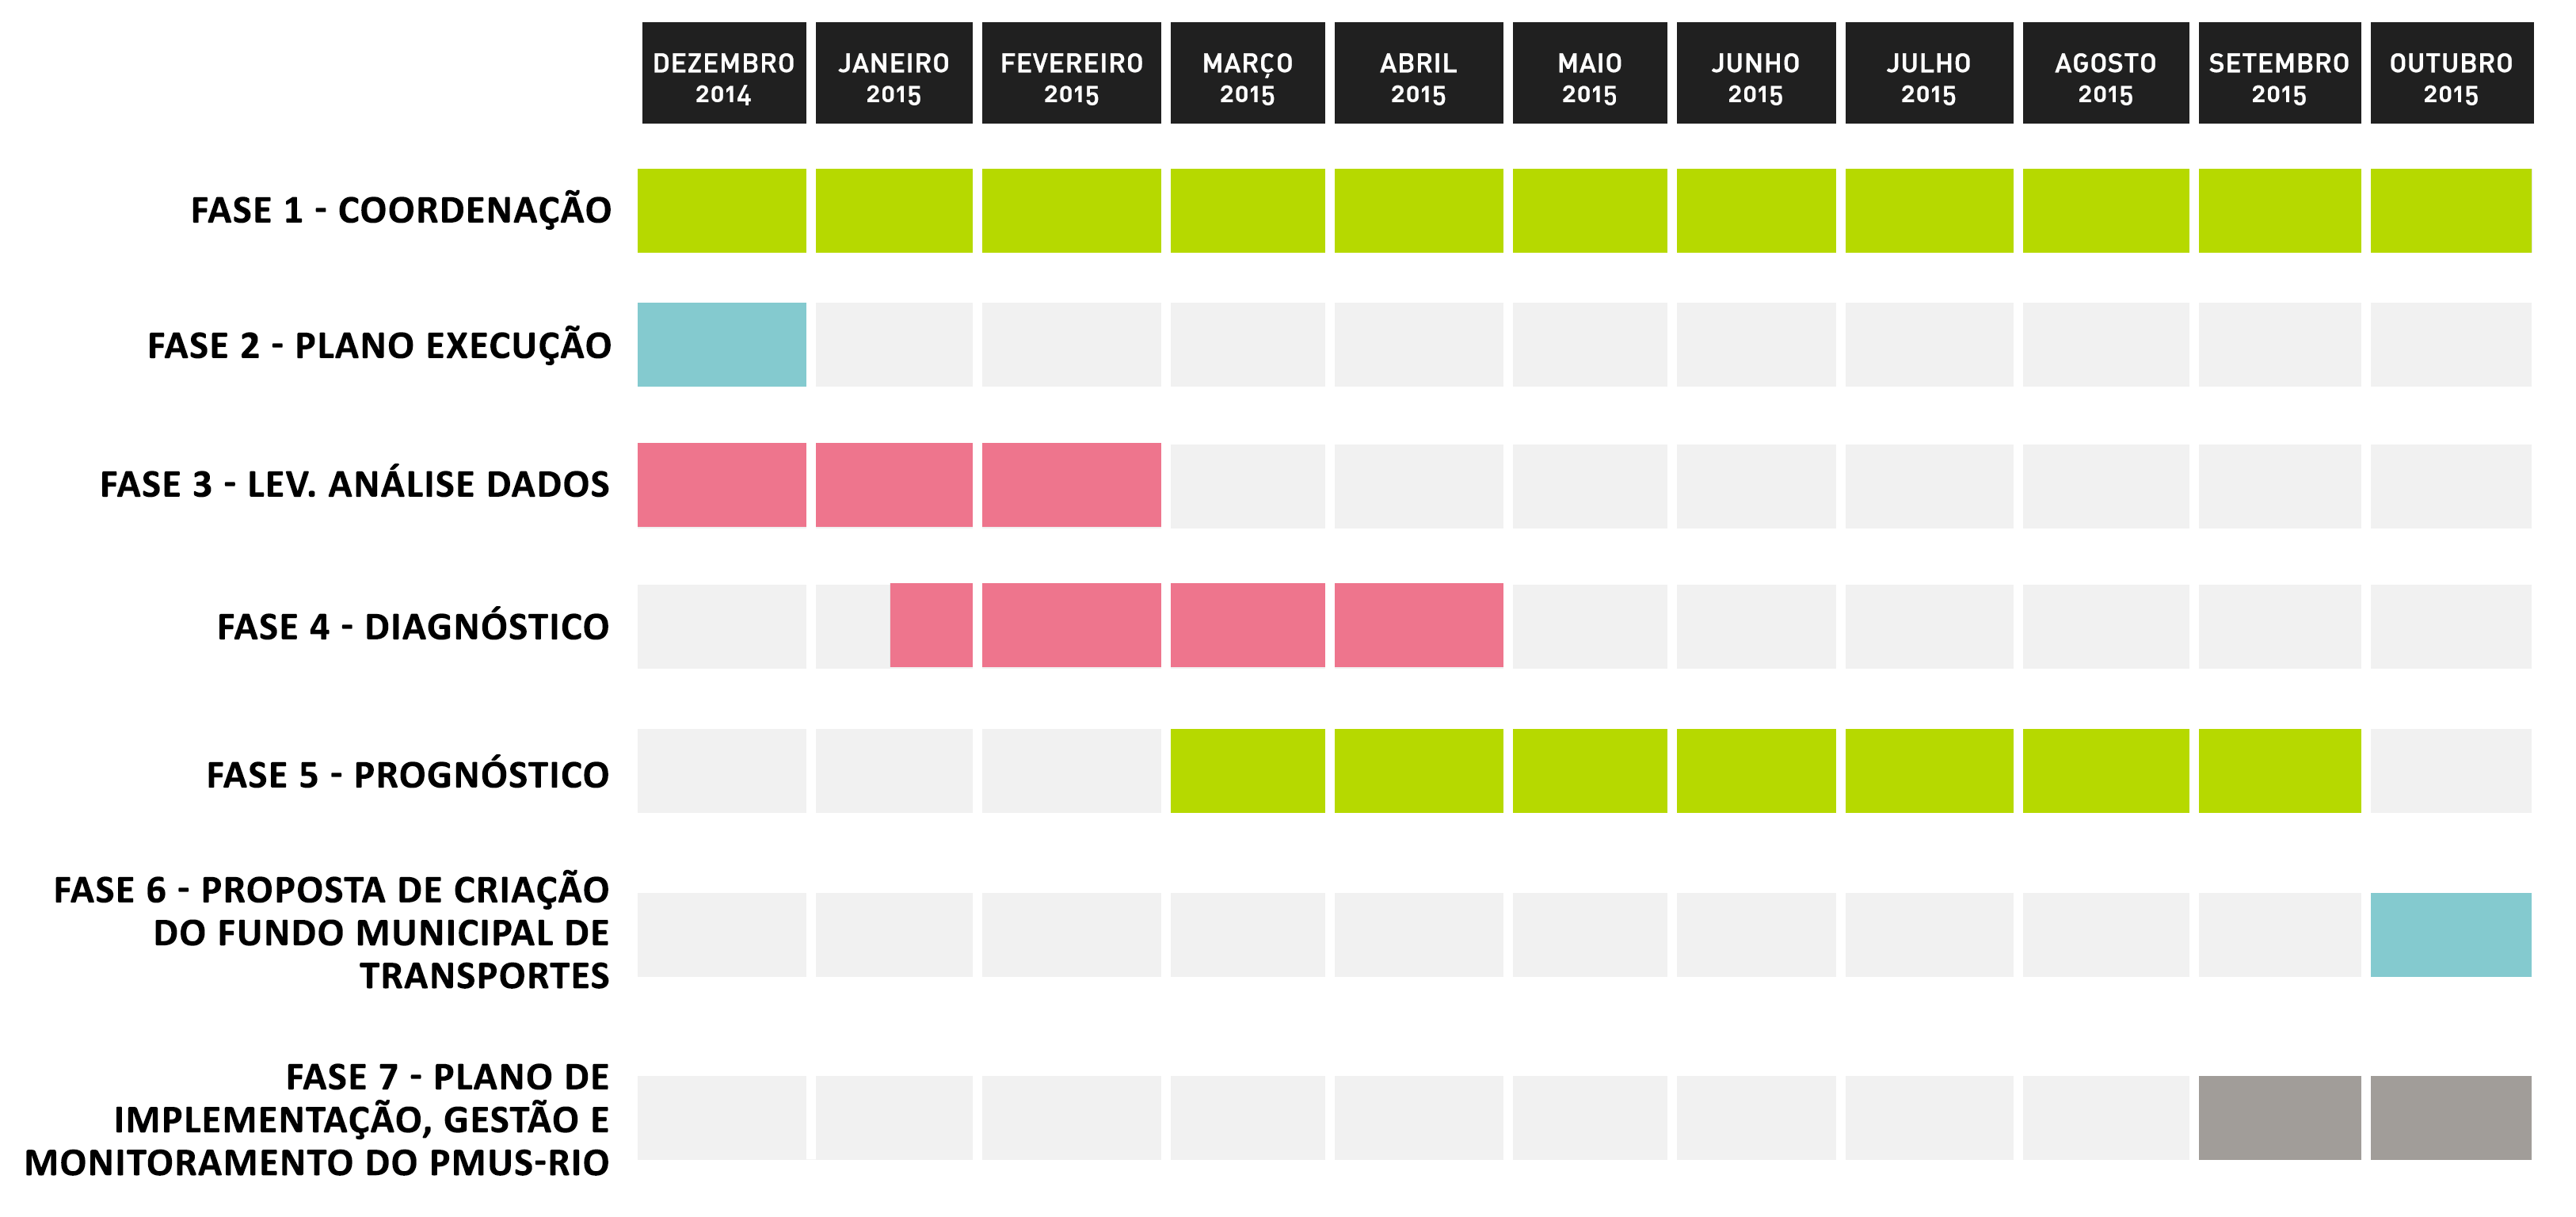 DEZEMBRO
2014
JANEIRO
2015
FEVEREIRO
2015
MARÇO
2015
ABRIL
2015
MAIO
2015
JUNHO
2015
JULHO
2015
AGOSTO
2015
SETEMBRO
2015
OUTUBRO
2015
FASE 1 - COORDENAÇÃO
FASE 2 - PLANO EXECUÇÃO
FASE 3 - LEV. ANÁLISE DADOS
FASE 4 - DIAGNÓSTICO
FASE 5 - PROGNÓSTICO
FASE 6 - PROPOSTA DE CRIAÇÃO
DO FUNDO MUNICIPAL DE
TRANSPORTES
FASE 7 - PLANO DE
IMPLEMENTAÇÃO, GESTÃO E
MONITORAMENTO DO PMUS-RIO